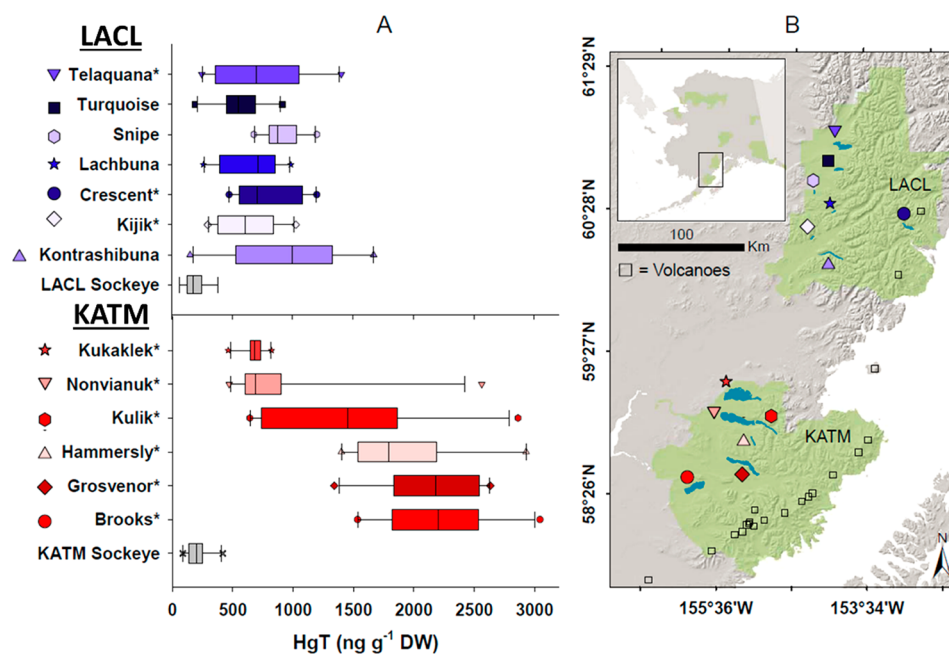 A
B
LACL
Telaquana*
Turquoise
Snipe
Lachbuna
Crescent*
Kijik*
Kontrashibuna
LACL Sockeye
KATM
Kukaklek*
Nonvianuk*
Kulik*
Hammersly*
Grosvenor*
Brooks*
KATM Sockeye
0 500 1000 1500 2000 2500 3000
HgT (ng g⁻¹ DW)
61°29'N
60°28'N
59°27'N
58°26'N
LACL
100
Km
= Volcanoes
KATM
155°36'W 153°34'W